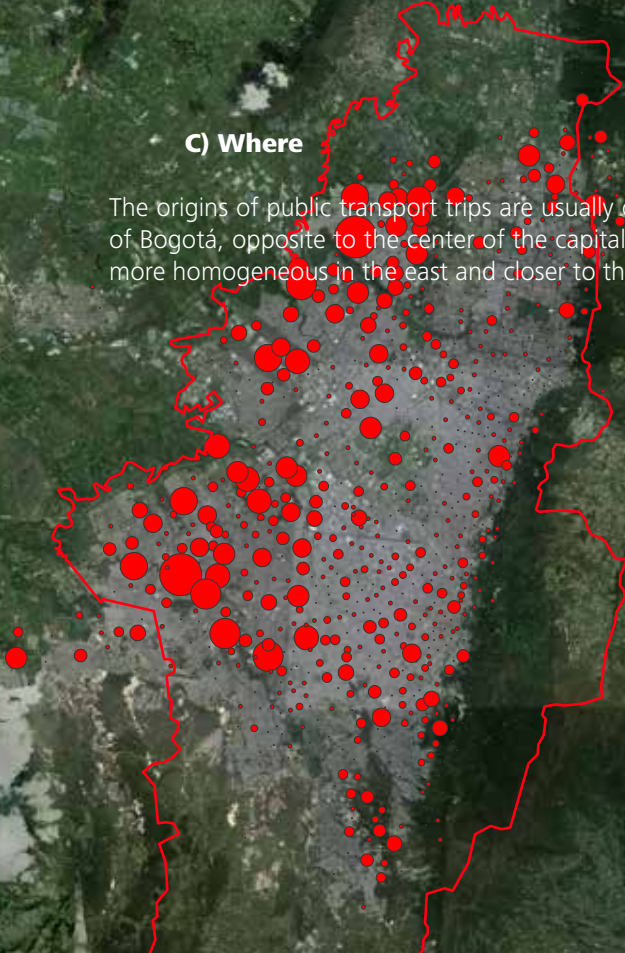 C) Where
The origins of public transport trips are usually
of Bogotá, opposite to the center of the capital
more homogeneous in the east and closer to